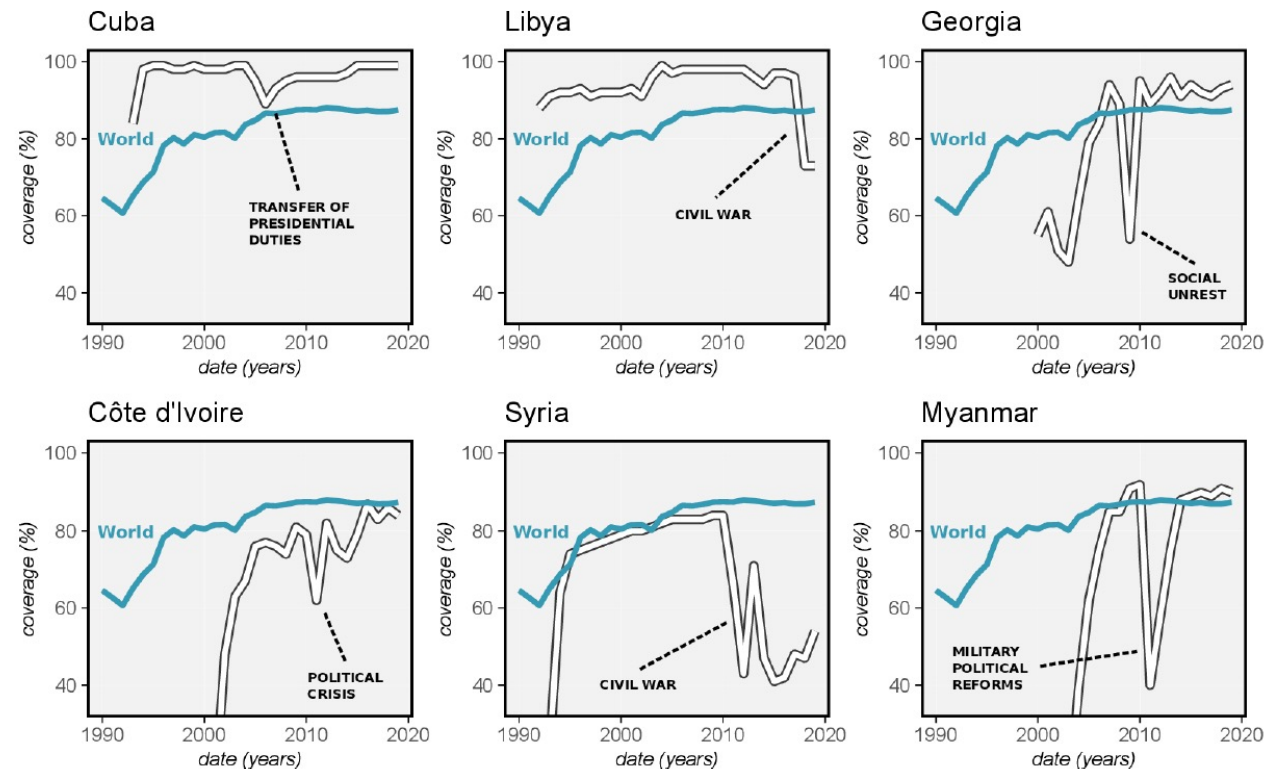 Cuba
100
80
60
40
coverage (%)
World
TRANSFER OF
PRESIDENTIAL
DUTIES
1990
2000
2010
2020
date (years)
Libya
100
80
60
40
coverage (%)
World
CIVIL WAR
1990
2000
2010
2020
date (years)
Georgia
100
80
60
40
coverage (%)
World
SOCIAL
UNREST
1990
2000
2010
2020
date (years)
Côte d'Ivoire
100
80
60
40
coverage (%)
World
POLITICAL
CRISIS
1990
2000
2010
2020
date (years)
Syria
100
80
60
40
coverage (%)
World
CIVIL WAR
1990
2000
2010
2020
date (years)
Myanmar
100
80
60
40
coverage (%)
World
MILITARY
POLITICAL
REFORMS
1990
2000
2010
2020
date (years)